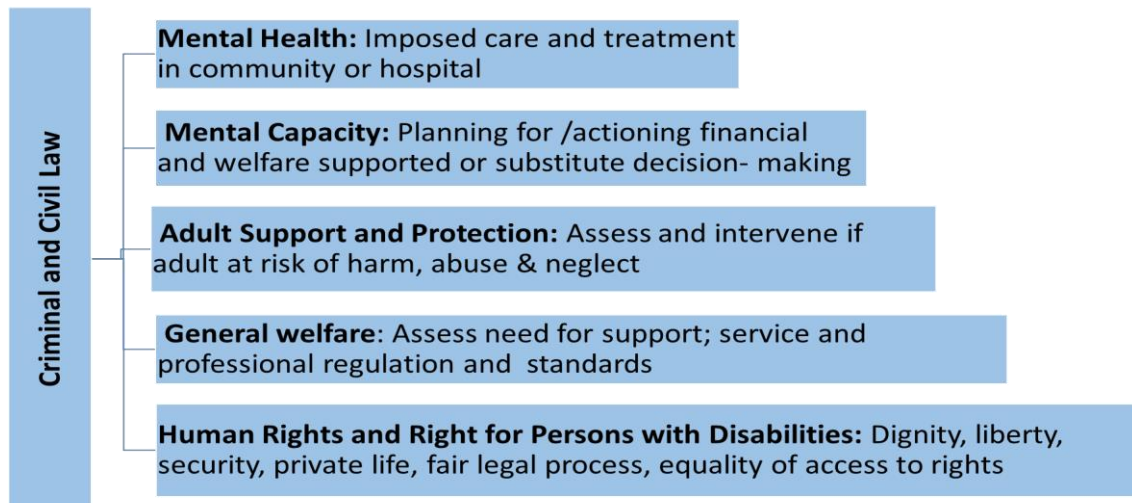 Criminal and Civil Law
Mental Health: Imposed care and treatment
in community or hospital
Mental Capacity: Planning for /actioning financial
and welfare supported or substitute decision- making
Adult Support and Protection: Assess and intervene if
adult at risk of harm, abuse & neglect
General welfare: Assess need for support; service and
professional regulation and standards
Human Rights and Right for Persons with Disabilities: Dignity, liberty,
security, private life, fair legal process, equality of access to rights